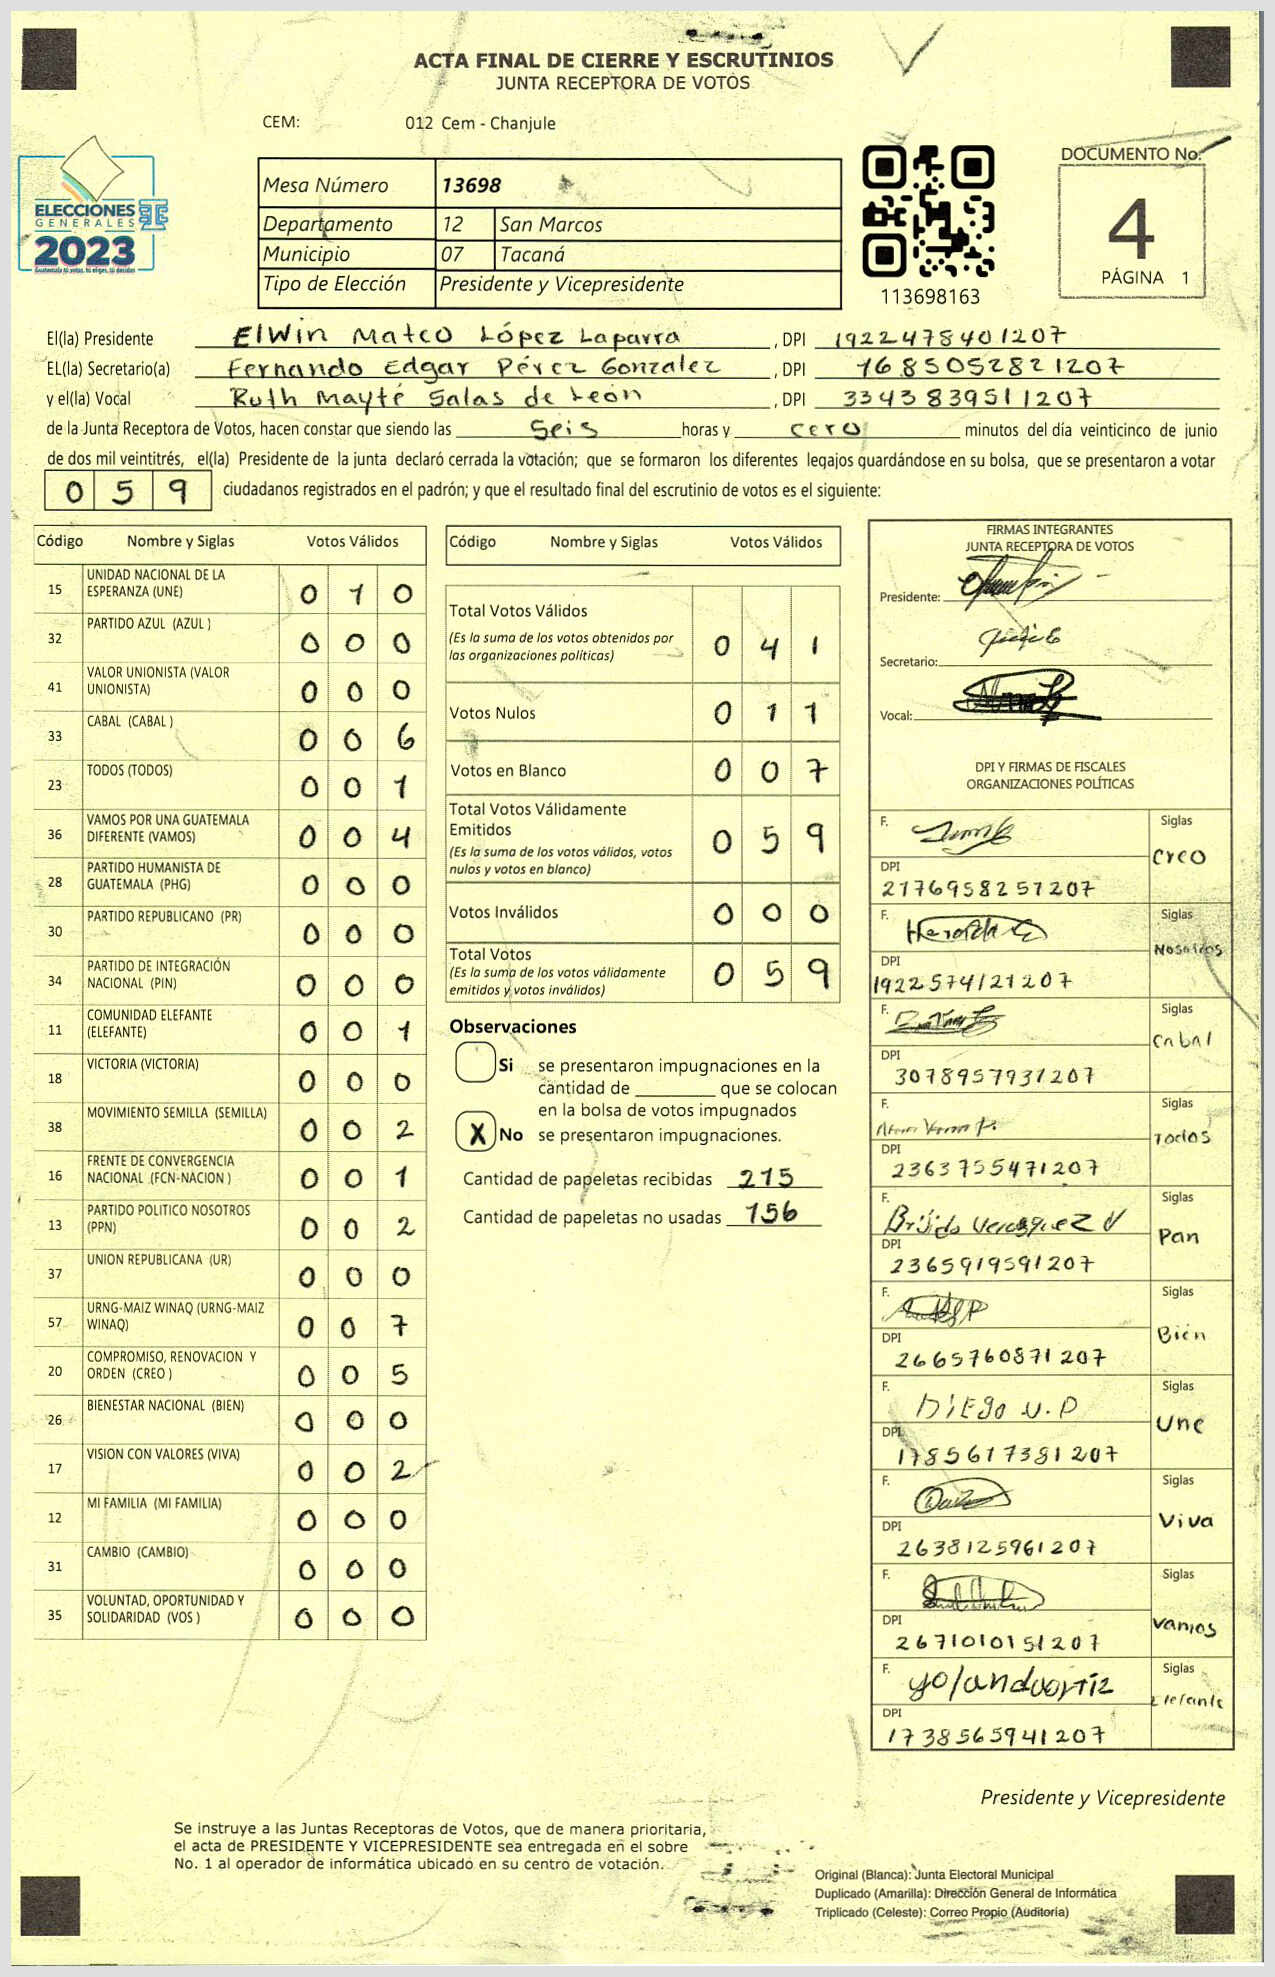 ACTA FINAL DE CIERRE Y ESCRUTINIOS
JUNTA RECEPTORA DE VOTOS
CEM: 012 Cem - Chanjule
ELECCIONES
GENERALES
2023
Guatemala tú votas, tú eliges, tú decides
Mesa Número 13698
Departamento 12 San Marcos
Municipio 07 Tacaná
Tipo de Elección Presidente y Vicepresidente
113698163
DOCUMENTO No.
4
PÁGINA 1
El(la) Presidente Elwin Mateo López Laparra , DPI 1922478401207
EL(la) Secretario(a) Fernando Edgar Pérez Gonzalez , DPI 1685052821207
y el(la) Vocal Ruth Mayté Salas de León , DPI 3343839511207
de la Junta Receptora de Votos, hacen constar que siendo las seis horas y cero minutos del día veinticinco de junio
de dos mil veintitrés, el(la) Presidente de la junta declaró cerrada la votación; que se formaron los diferentes legajos guardándose en su bolsa, que se presentaron a votar
0 5 9 ciudadanos registrados en el padrón; y que el resultado final del escrutinio de votos es el siguiente:
Código Nombre y Siglas Votos Válidos
15 UNIDAD NACIONAL DE LA ESPERANZA (UNE) 0 1 0
32 PARTIDO AZUL (AZUL ) 0 0 0
41 VALOR UNIONISTA (VALOR UNIONISTA) 0 0 0
33 CABAL (CABAL ) 0 0 6
23 TODOS (TODOS) 0 0 1
36 VAMOS POR UNA GUATEMALA DIFERENTE (VAMOS) 0 0 4
28 PARTIDO HUMANISTA DE GUATEMALA (PHG) 0 0 0
30 PARTIDO REPUBLICANO (PR) 0 0 0
34 PARTIDO DE INTEGRACIÓN NACIONAL (PIN) 0 0 0
11 COMUNIDAD ELEFANTE (ELEFANTE) 0 0 1
18 VICTORIA (VICTORIA) 0 0 0
38 MOVIMIENTO SEMILLA (SEMILLA) 0 0 2
16 FRENTE DE CONVERGENCIA NACIONAL (FCN-NACION ) 0 0 1
13 PARTIDO POLITICO NOSOTROS (PPN) 0 0 2
37 UNION REPUBLICANA (UR) 0 0 0
57 URNG-MAIZ WINAQ (URNG-MAIZ WINAQ) 0 0 7
20 COMPROMISO, RENOVACION Y ORDEN (CREO ) 0 0 5
26 BIENESTAR NACIONAL (BIEN) 0 0 0
17 VISION CON VALORES (VIVA) 0 0 2
12 MI FAMILIA (MI FAMILIA) 0 0 0
31 CAMBIO (CAMBIO) 0 0 0
35 VOLUNTAD, OPORTUNIDAD Y SOLIDARIDAD (VOS ) 0 0 0
Código Nombre y Siglas Votos Válidos
Total Votos Válidos 0 4 1
(Es la suma de los votos obtenidos por
las organizaciones políticas)
Votos Nulos 0 1 1
Votos en Blanco 0 0 7
Total Votos Válidamente
Emitidos 0 5 9
(Es la suma de los votos válidos, votos
nulos y votos en blanco)
Votos Inválidos 0 0 0
Total Votos 0 5 9
(Es la suma de los votos válidamente
emitidos y votos inválidos)
Observaciones
Si se presentaron impugnaciones en la
cantidad de ________ que se colocan
en la bolsa de votos impugnados
X No se presentaron impugnaciones.
Cantidad de papeletas recibidas 215
Cantidad de papeletas no usadas 156
FIRMAS INTEGRANTES
JUNTA RECEPTORA DE VOTOS
Presidente:
Secretario:
Vocal:
DPI Y FIRMAS DE FISCALES
ORGANIZACIONES POLÍTICAS
F. Siglas
Creo
DPI
2176958251207
F. Siglas
Nosotros
DPI
1922574121207
F. Siglas
Cabal
DPI
3078957931207
F. Siglas
Todos
DPI
2363755471207
F. Siglas
Pan
DPI
2365919591207
F. Siglas
Bien
DPI
2665760871207
F. DiEgo U.P Siglas
Une
DPI
1785617381207
F. Siglas
Viva
DPI
2638125961207
F. Siglas
Vamos
DPI
2671010151207
F. yolandaortiz Siglas
Elefante
DPI
1738565941207
Presidente y Vicepresidente
Se instruye a las Juntas Receptoras de Votos, que de manera prioritaria,
el acta de PRESIDENTE Y VICEPRESIDENTE sea entregada en el sobre
No. 1 al operador de informática ubicado en su centro de votación.
Original (Blanca): Junta Electoral Municipal
Duplicado (Amarilla): Dirección General de Informática
Triplicado (Celeste): Correo Propio (Auditoria)